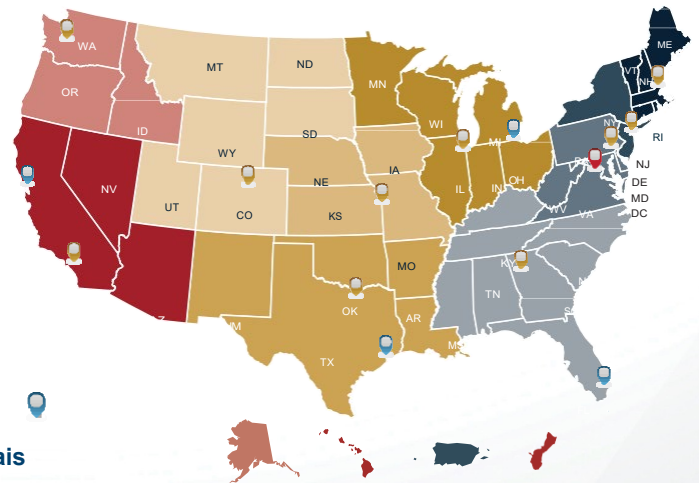 ME
WA
MT
ND
VT
MN
NH
OR
WI
NY
ID
SD
MI
RI
WY
NJ
IA
NE
OH
DE
NV
IL
IN
UT
CO
KS
MD
WV
VA
DC
KY
MO
TN
OK
AR
MS
TX
ais